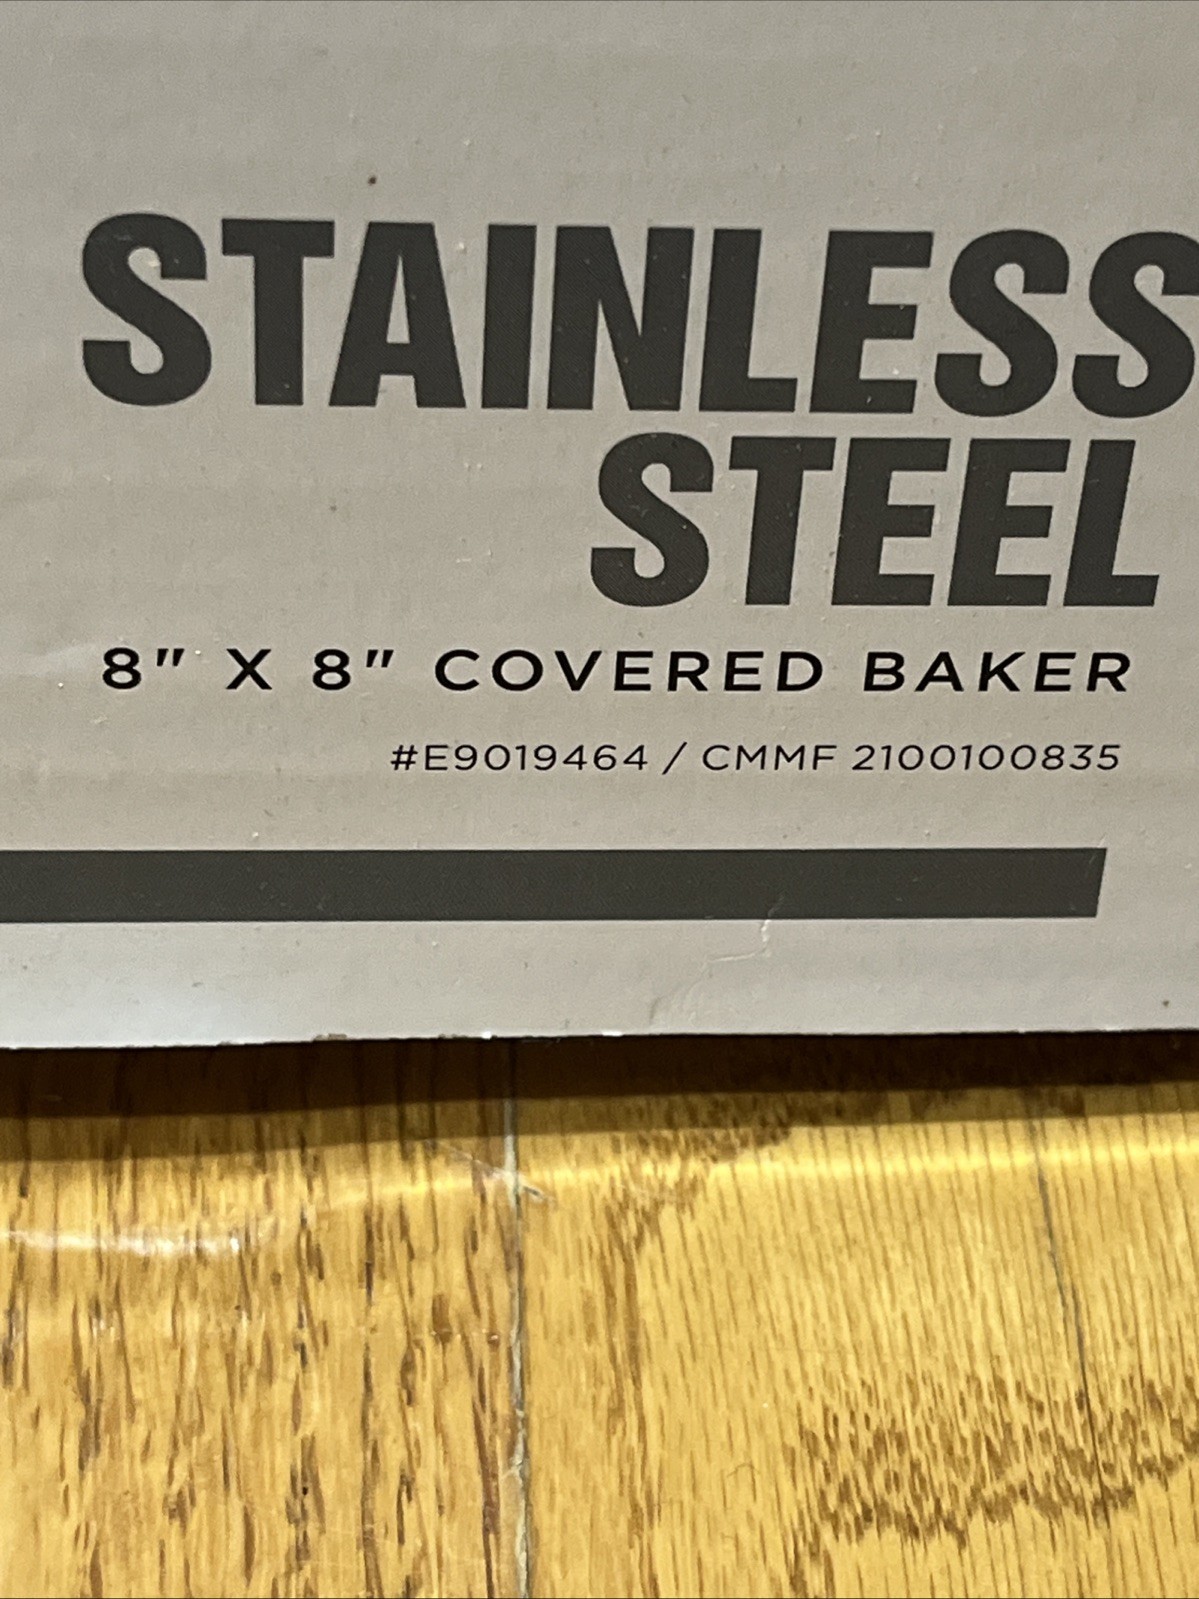 STAINLESS
STEEL
8" X 8" COVERED BAKER
#E9019464 / CMMF 2100100835